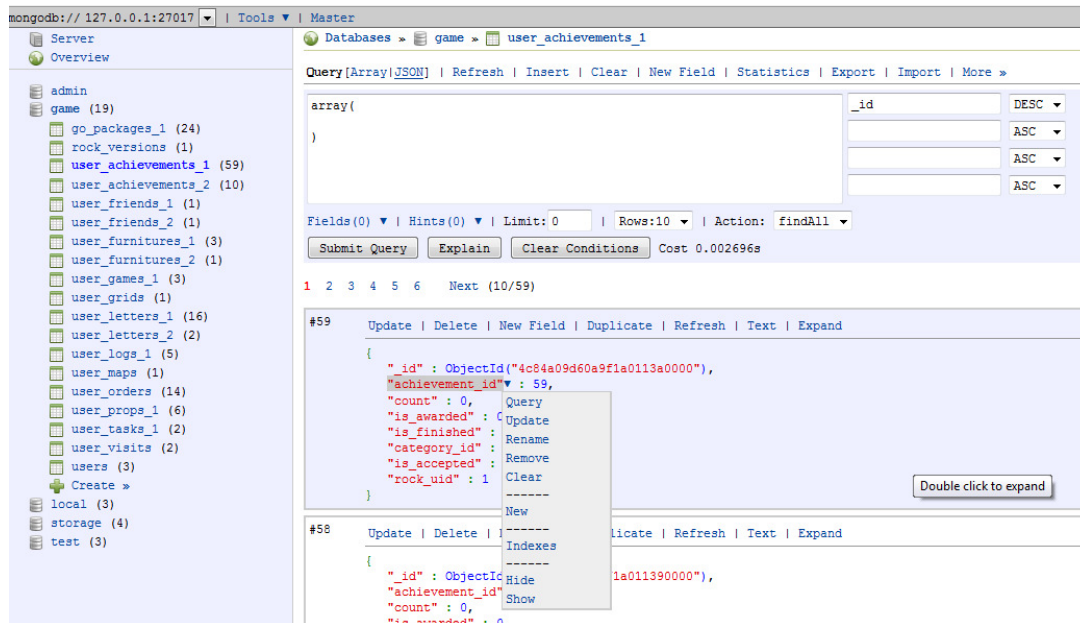 mongodb:// 127.0.0.1:27017 | Tools ▼ | Master
Server
Overview
admin
game (19)
go_packages_1 (24)
rock_versions (1)
user_achievements_1 (59)
user_achievements_2 (10)
user_friends_1 (1)
user_friends_2 (1)
user_furnitures_1 (3)
user_furnitures_2 (1)
user_games_1 (3)
user_grids (1)
user_letters_1 (16)
user_letters_2 (2)
user_logs_1 (5)
user_maps (1)
user_orders (14)
user_props_1 (6)
user_tasks_1 (2)
user_visits (2)
users (3)
Create »
local (3)
storage (4)
test (3)
Databases » game » user_achievements_1
Query[Array|JSON] | Refresh | Insert | Clear | New Field | Statistics | Export | Import | More »
array(
)
_id DESC
ASC
ASC
ASC
Fields(0) ▼ | Hints(0) ▼ | Limit: 0 | Rows:10 | Action: findAll
Submit Query Explain Clear Conditions Cost 0.002696s
1 2 3 4 5 6 Next (10/59)
#59 Update | Delete | New Field | Duplicate | Refresh | Text | Expand
{
"_id" : ObjectId("4c84a09d60a9f1a0113a0000"),
"achievement_id"▼ : 59,
"count" : 0,
"is_awarded" :
"is_finished" :
"category_id" :
"is_accepted" :
"rock_uid" : 1
}
Query
Update
Rename
Remove
Clear
------
New
------
Indexes
------
Hide
Show
Double click to expand
#58 Update | Delete | licate | Refresh | Text | Expand
{
"_id" : ObjectId 1a011390000"),
"achievement_id"
"count" : 0,
"is_awarded" : 0